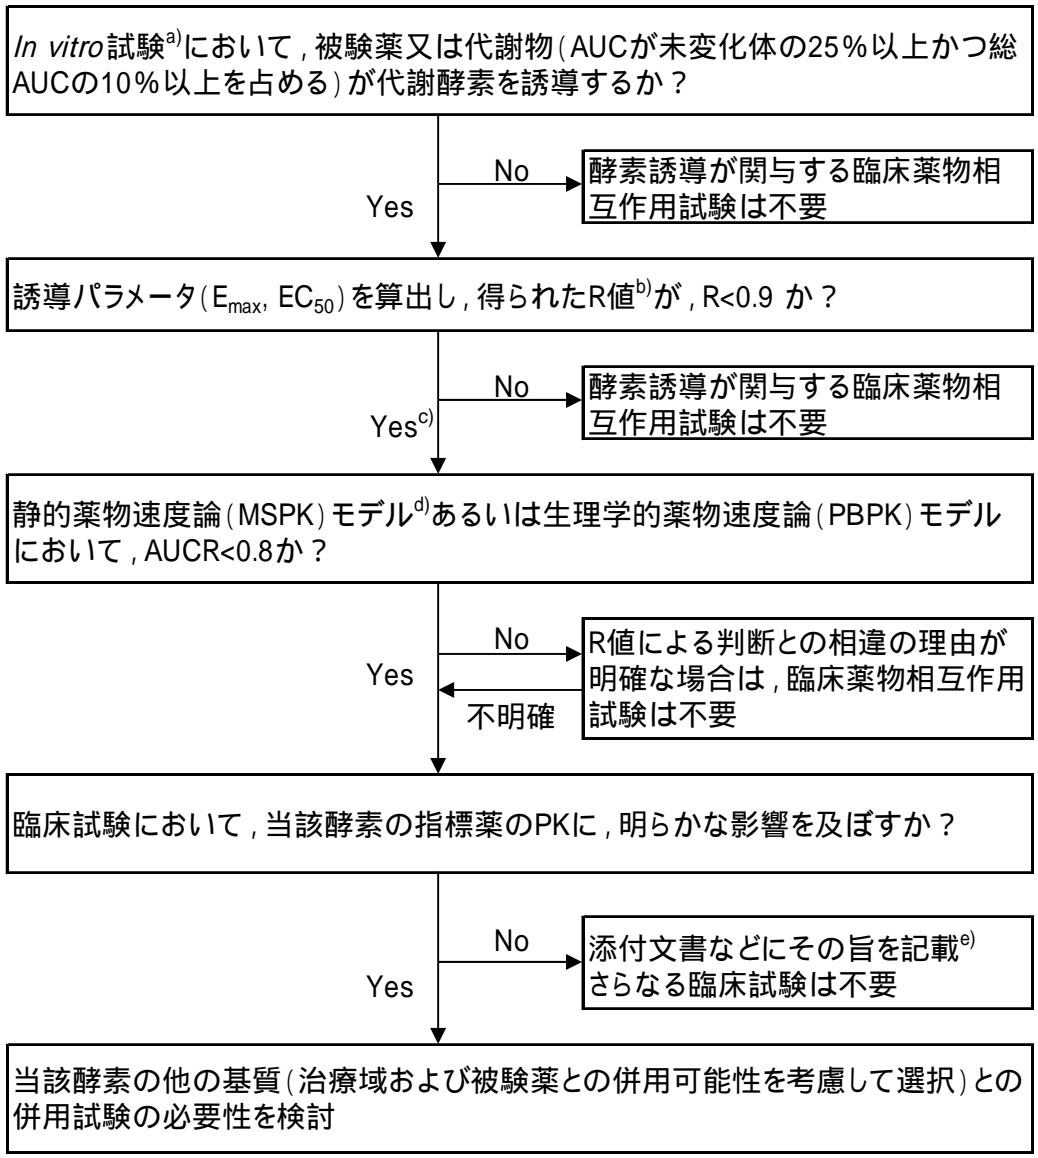 In vitro試験a)において，被験薬又は代謝物（AUCが未変化体の25％以上かつ総
AUCの10％以上を占める）が代謝酵素を誘導するか？
No
酵素誘導が関与する臨床薬物相
互作用試験は不要
Yes
誘導パラメータ（Emax, EC50）を算出し，得られたR値b)が，R<0.9 か？
No
酵素誘導が関与する臨床薬物相
互作用試験は不要
Yesc)
静的薬物速度論（MSPK）モデルd)あるいは生理学的薬物速度論（PBPK）モデル
において，AUCR<0.8か？
No
R値による判断との相違の理由が
明確な場合は，臨床薬物相互作用
試験は不要
Yes
不明確
臨床試験において，当該酵素の指標薬のPKに，明らかな影響を及ぼすか？
No
添付文書などにその旨を記載e)
さらなる臨床試験は不要
Yes
当該酵素の他の基質（治療域および被験薬との併用可能性を考慮して選択）との
併用試験の必要性を検討